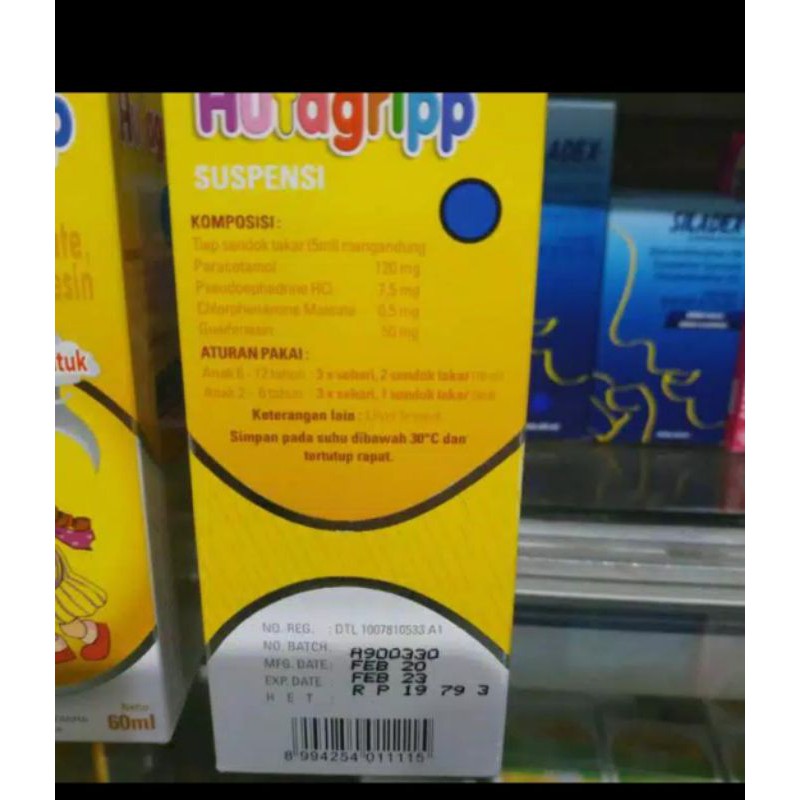 Hufagripp
SUSPENSI
KOMPOSISI :
Tiap sendok takar (5ml) mengandung
Paracetamol 120 mg
Pseudoephedrine HCl 7,5 mg
Chlorpheniramine Maleate 0,5 mg
Guaifenesin 50 mg
ATURAN PAKAI :
Anak 6 - 12 tahun : 3 x sehari, 2 sendok takar
Anak 2 - 6 tahun : 3 x sehari, 1 sendok takar
Keterangan lain :
Simpan pada suhu dibawah 30°C dan
tertutup rapat.
NO. REG. : DTL 1007810533 A1
NO. BATCH : A900330
MFG. DATE : FEB 20
EXP. DATE : FEB 23
H E T : R P 19 79 3
8 994254 011115
Netto
60ml
tuk
SILADEX
ADEX